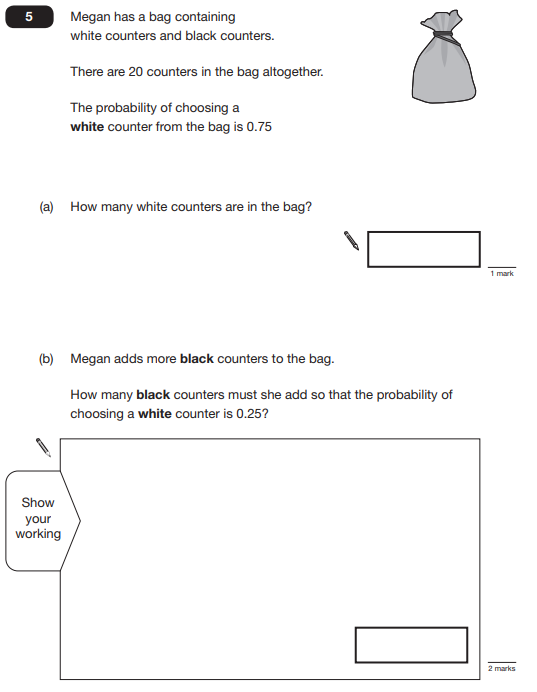 5
Megan has a bag containing
white counters and black counters.
There are 20 counters in the bag altogether.
The probability of choosing a
white counter from the bag is 0.75
(a) How many white counters are in the bag?
1 mark
(b) Megan adds more black counters to the bag.
How many black counters must she add so that the probability of
choosing a white counter is 0.25?
Show
your
working
2 marks